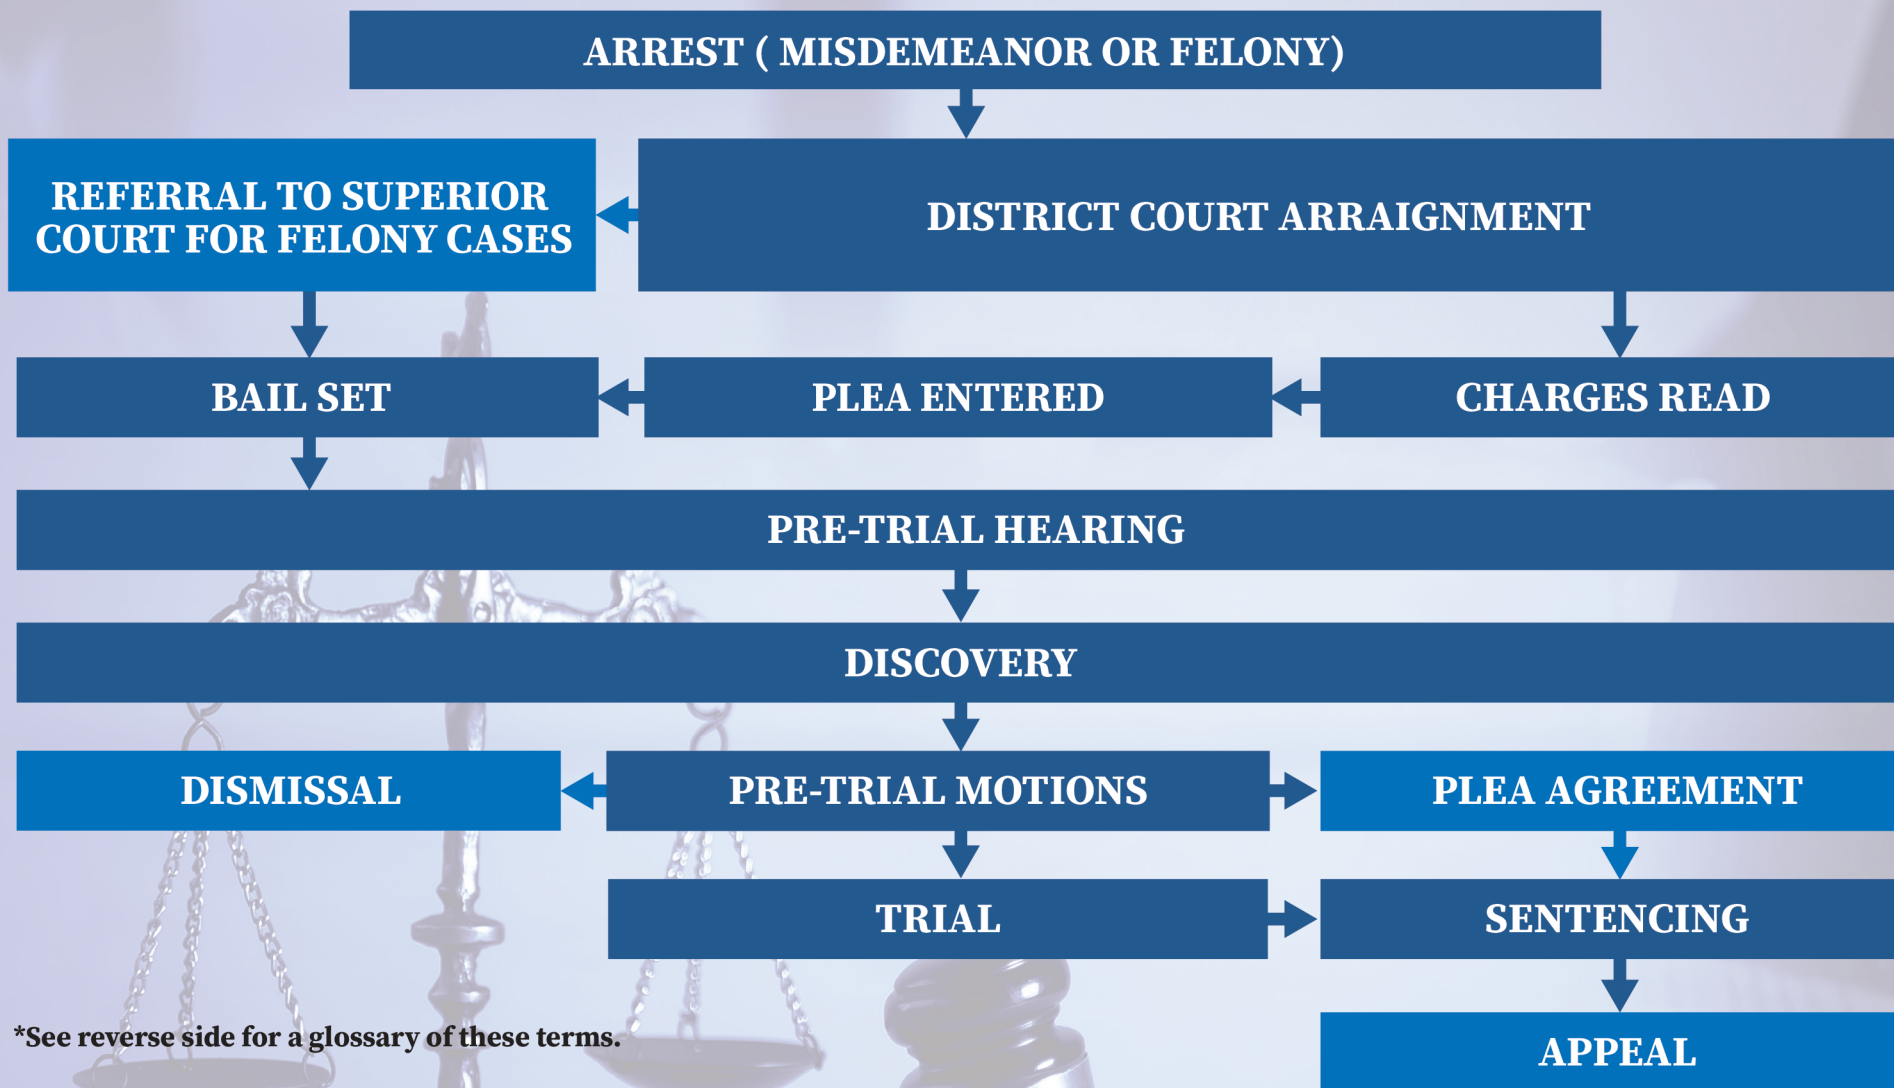 ARREST ( MISDEMEANOR OR FELONY)
REFERRAL TO SUPERIOR
COURT FOR FELONY CASES
DISTRICT COURT ARRAIGNMENT
BAIL SET
PLEA ENTERED
CHARGES READ
PRE-TRIAL HEARING
DISCOVERY
DISMISSAL
PRE-TRIAL MOTIONS
PLEA AGREEMENT
TRIAL
SENTENCING
*See reverse side for a glossary of these terms.
APPEAL